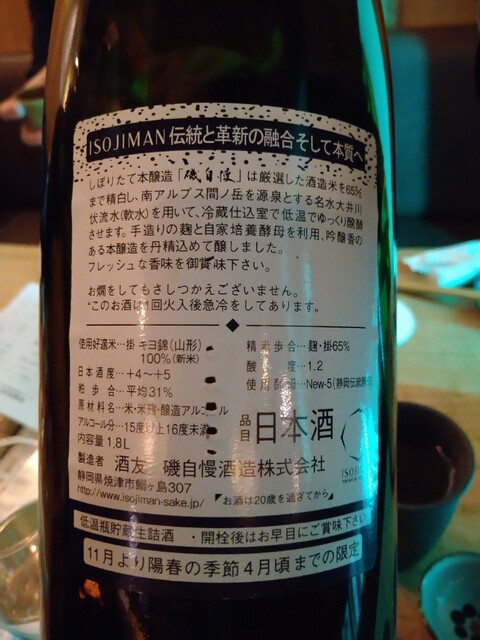 ISOJIMAN 伝統と革新の融合そして本質へ
しぼりたて本醸造「磯自慢」は厳選した酒造米を65%
まで精白し、南アルプス間ノ岳を源泉とする名水大井川
伏流水(軟水)を用いて、冷蔵仕込室で低温でゆっくり醗酵
させます。手造りの麹と自家培養酵母を利用、吟醸香の
ある本醸造を丹精込めて醸しました。
フレッシュな香味を御賞味下さい。
お燗をしてもさしつかえございません。
*このお酒は1回火入後急冷をしてあります。
使用好適米…掛 キヨ錦(山形)
100%(新米)
日本酒度…+4〜+5
粕歩合…平均31%
原材料名…米・米麹・醸造アルコール
アルコール分…15度以上16度未満
内容量1.8L
精米歩合…麹・掛65%
酸度…1.2
使用酵母…New-5(静岡伝統酵
品目 日本酒
ISOJI
製造者 酒友 磯自慢酒造株式会社
静岡県焼津市鰯ヶ島307
http://www.isojiman-sake.jp/
お酒は20歳を過ぎてから
低温瓶貯蔵生詰酒 ・開栓後はお早目にご賞味下さい
11月より陽春の季節4月頃までの限定